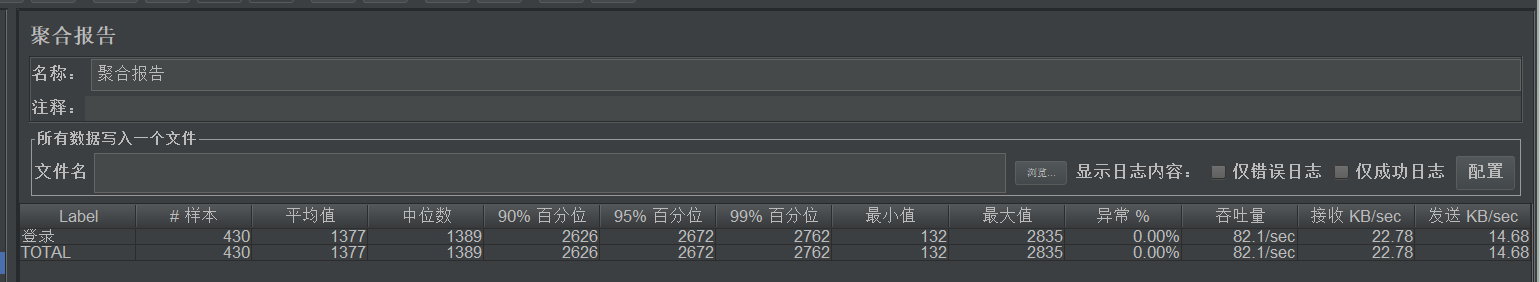 聚合报告
名称： 聚合报告
注释：
所有数据写入一个文件
文件名 浏览... 显示日志内容： 仅错误日志 仅成功日志 配置
Label # 样本 平均值 中位数 90% 百分位 95% 百分位 99% 百分位 最小值 最大值 异常 % 吞吐量 接收 KB/sec 发送 KB/sec
登录 430 1377 1389 2626 2672 2762 132 2835 0.00% 82.1/sec 22.78 14.68
TOTAL 430 1377 1389 2626 2672 2762 132 2835 0.00% 82.1/sec 22.78 14.68